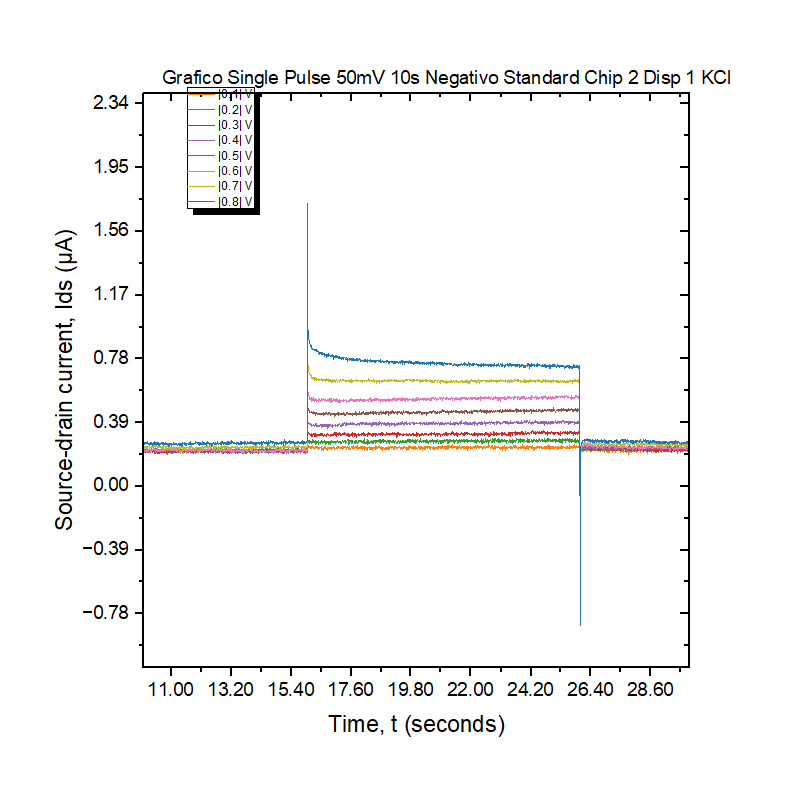 Grafico Single Pulse 50mV 10s Negativo Standard Chip 2 Disp 1 KCl
|0.1| V
|0.2| V
|0.3| V
|0.4| V
|0.5| V
|0.6| V
|0.7| V
|0.8| V
2.34
1.95
1.56
1.17
0.78
0.39
0.00
−0.39
−0.78
Source-drain current, Ids (μA)
11.00 13.20 15.40 17.60 19.80 22.00 24.20 26.40 28.60
Time, t (seconds)